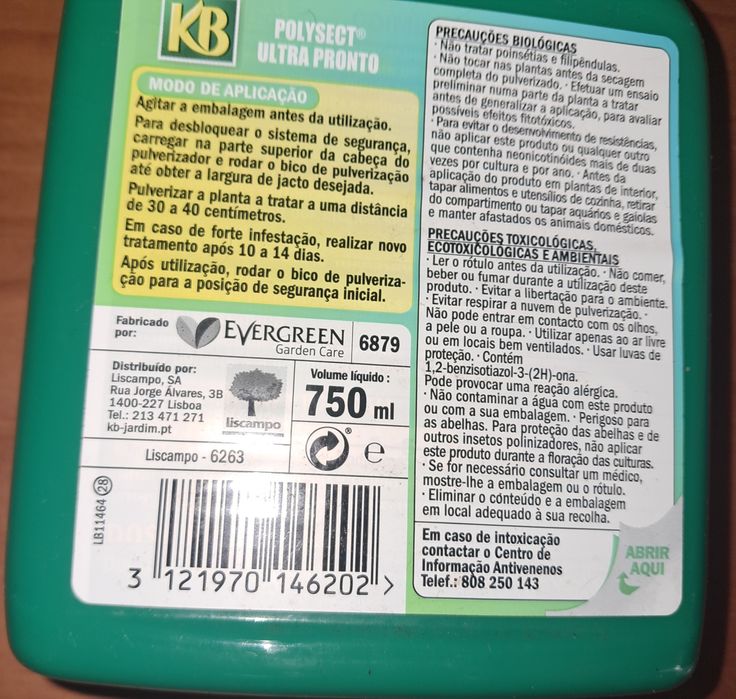 KB
POLYSECT®
ULTRA PRONTO
MODO DE APLICAÇÃO
Agitar a embalagem antes da utilização.
Para desbloquear o sistema de segurança,
carregar na parte superior da cabeça do
pulverizador e rodar o bico de pulverização
até obter a largura de jacto desejada.
Pulverizar a planta a tratar a uma distância
de 30 a 40 centímetros.
Em caso de forte infestação, realizar novo
tratamento após 10 a 14 dias.
Após utilização, rodar o bico de pulveriza-
ção para a posição de segurança inicial.
Fabricado
por:
EVERGREEN
Garden Care
6879
Distribuído por:
Liscampo, SA
Rua Jorge Álvares, 3B
1400-227 Lisboa
Tel.: 213 471 271
kb-jardim.pt
liscampo
Volume líquido :
750 ml
Liscampo - 6263
e
LB11464 28
3 121970 146202 >
PRECAUÇÕES BIOLÓGICAS
· Não tratar poinsétias e filipêndulas.
· Não tocar nas plantas antes da secagem
completa do pulverizado. · Efetuar um ensaio
preliminar numa parte da planta a tratar
antes de generalizar a aplicação, para avaliar
possíveis efeitos fitotóxicos.
· Para evitar o desenvolvimento de resistências,
não aplicar este produto ou qualquer outro
que contenha neonicotinóides mais de duas
vezes por cultura e por ano. · Antes da
aplicação do produto em plantas de interior,
tapar alimentos e utensílios de cozinha, retirar
do compartimento ou tapar aquários e gaiolas
e manter afastados os animais domésticos.
PRECAUÇÕES TOXICOLÓGICAS,
ECOTOXICOLÓGICAS E AMBIENTAIS
· Ler o rótulo antes da utilização. · Não comer,
beber ou fumar durante a utilização deste
produto. · Evitar a libertação para o ambiente.
· Evitar respirar a nuvem de pulverização. ·
Não pode entrar em contacto com os olhos,
a pele ou a roupa. · Utilizar apenas ao ar livre
ou em locais bem ventilados. · Usar luvas de
proteção. · Contém
1,2-benzisotiazol-3-(2H)-ona.
Pode provocar uma reação alérgica.
· Não contaminar a água com este produto
ou com a sua embalagem. · Perigoso para
as abelhas. Para proteção das abelhas e de
outros insetos polinizadores, não aplicar
este produto durante a floração das culturas.
· Se for necessário consultar um médico,
mostre-lhe a embalagem ou o rótulo.
· Eliminar o conteúdo e a embalagem
em local adequado à sua recolha.
Em caso de intoxicação
contactar o Centro de
Informação Antivenenos
Telef.: 808 250 143
ABRIR
AQUI